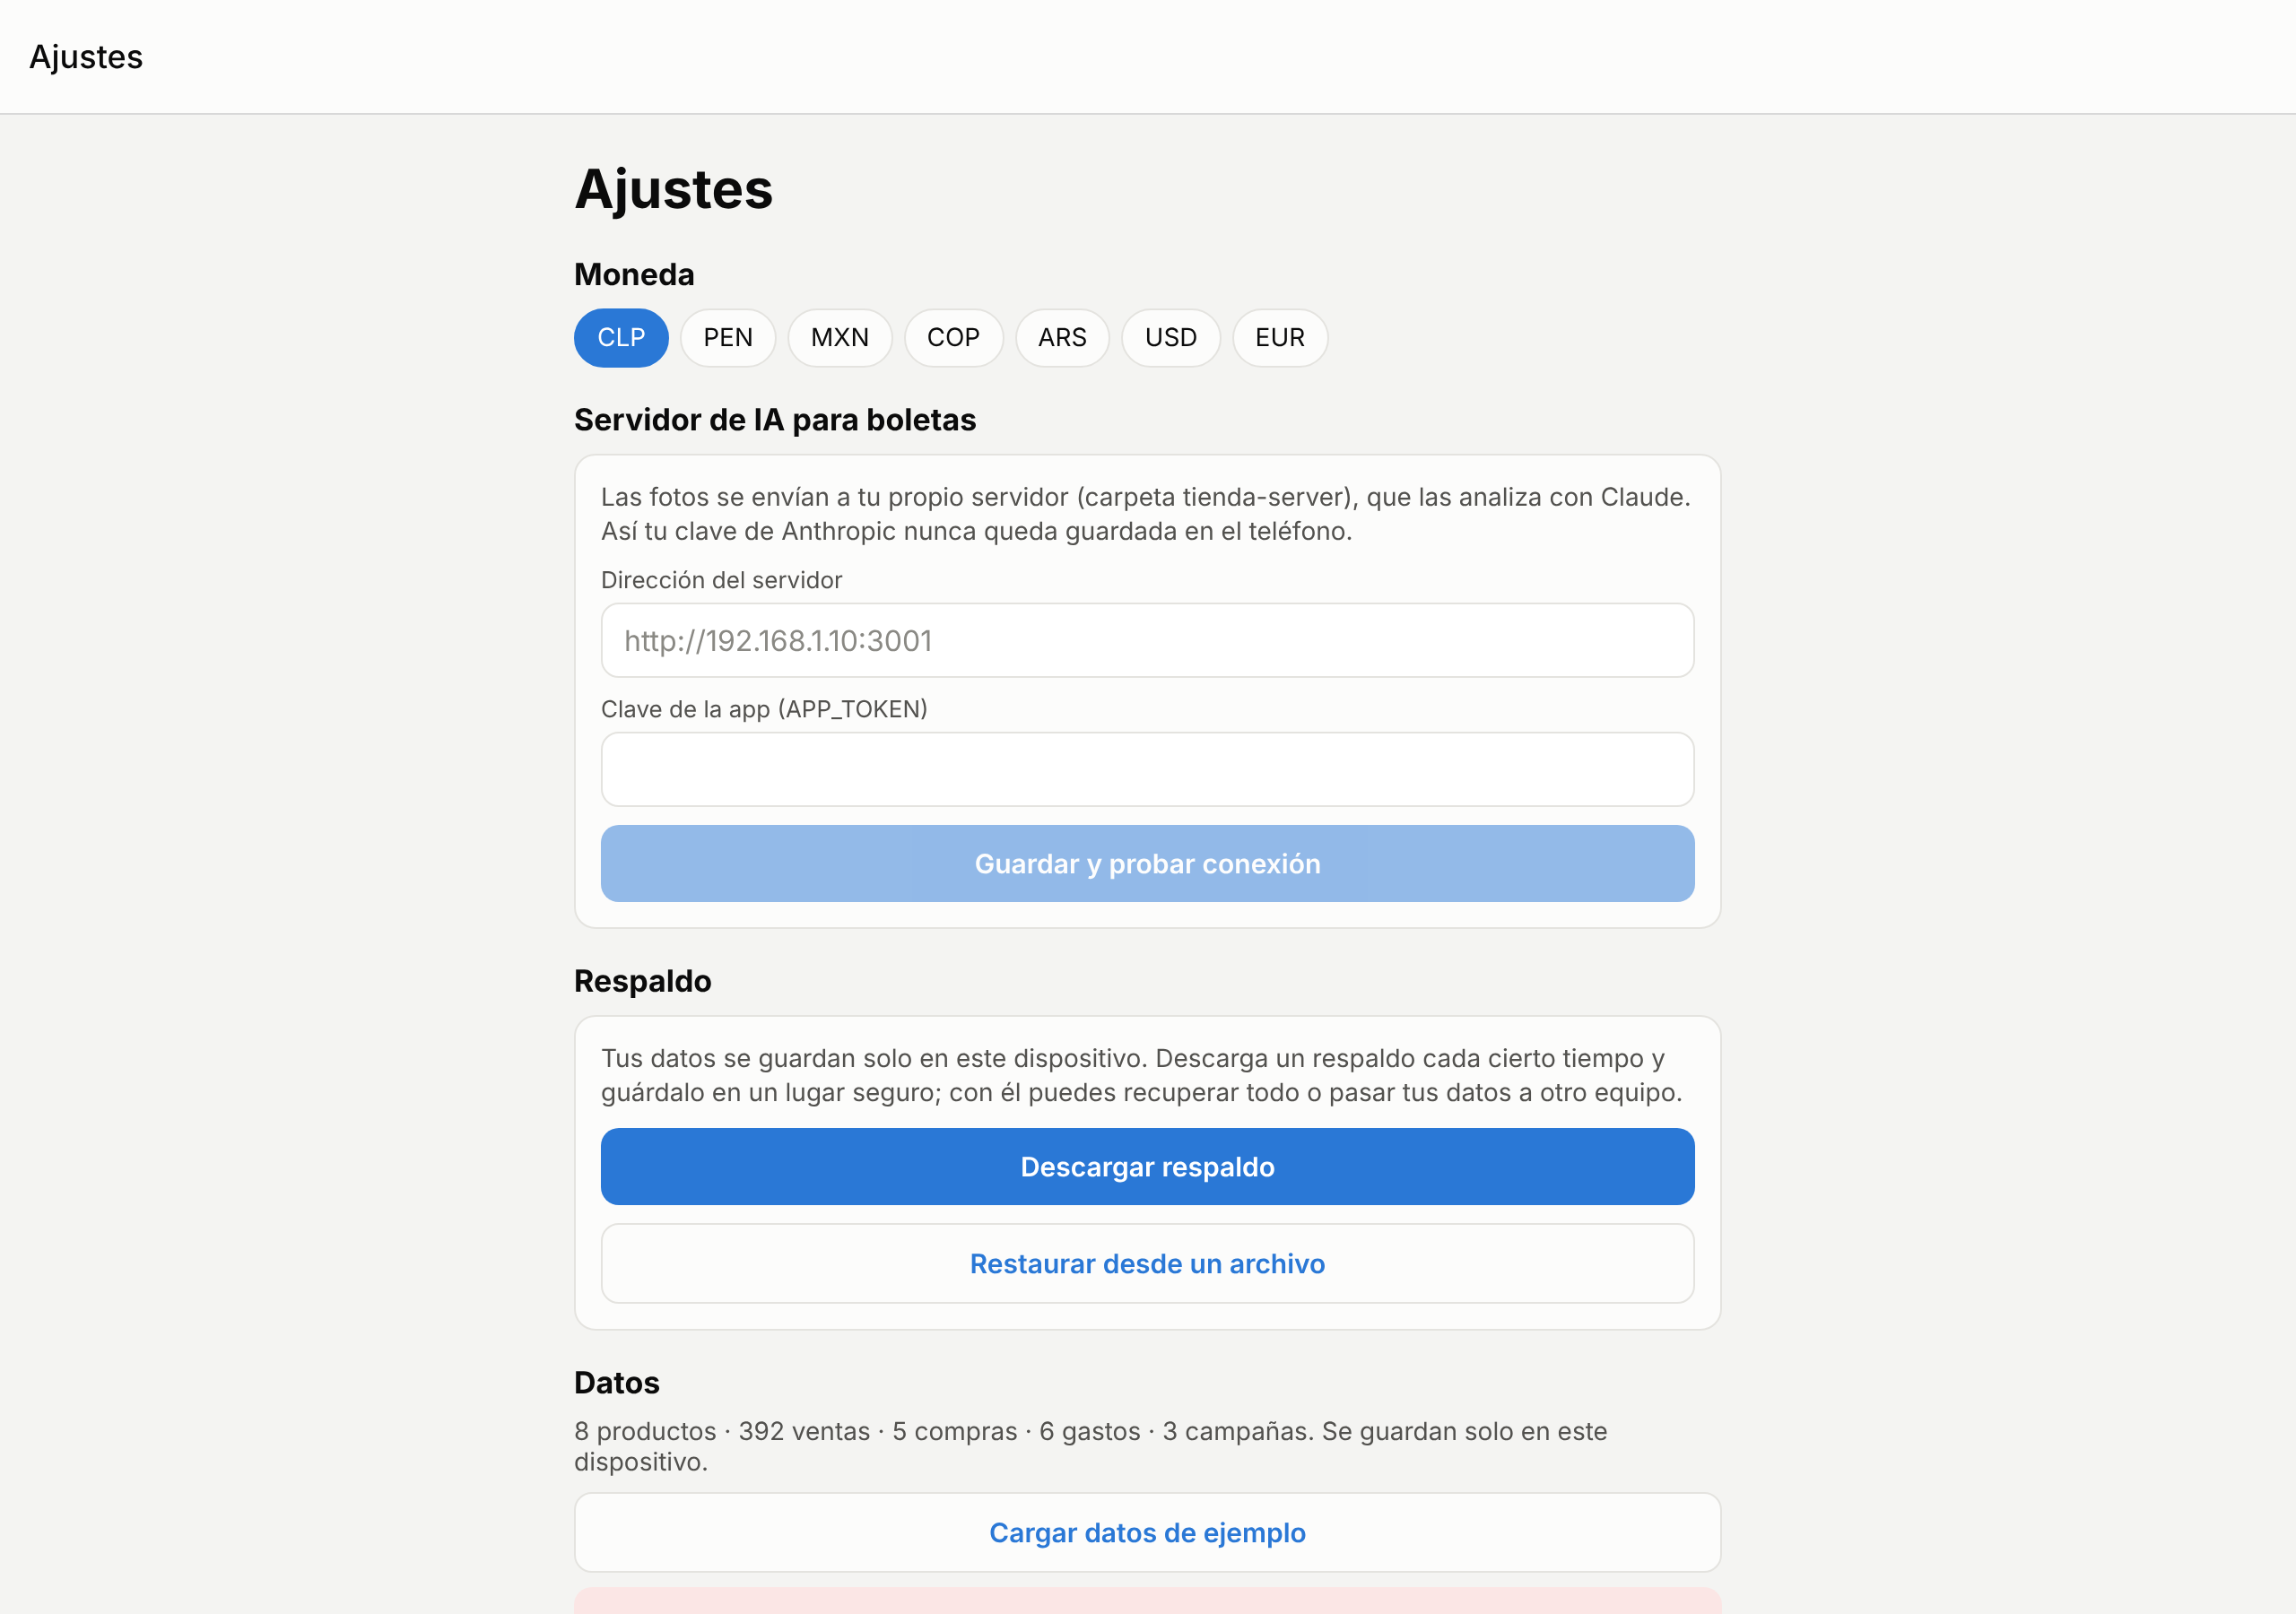 Ajustes
Ajustes
Moneda
CLP PEN MXN COP ARS USD EUR
Servidor de IA para boletas
Las fotos se envían a tu propio servidor (carpeta tienda-server), que las analiza con Claude.
Así tu clave de Anthropic nunca queda guardada en el teléfono.
Dirección del servidor
http://192.168.1.10:3001
Clave de la app (APP_TOKEN)
Guardar y probar conexión
Respaldo
Tus datos se guardan solo en este dispositivo. Descarga un respaldo cada cierto tiempo y
guárdalo en un lugar seguro; con él puedes recuperar todo o pasar tus datos a otro equipo.
Descargar respaldo
Restaurar desde un archivo
Datos
8 productos · 392 ventas · 5 compras · 6 gastos · 3 campañas. Se guardan solo en este
dispositivo.
Cargar datos de ejemplo